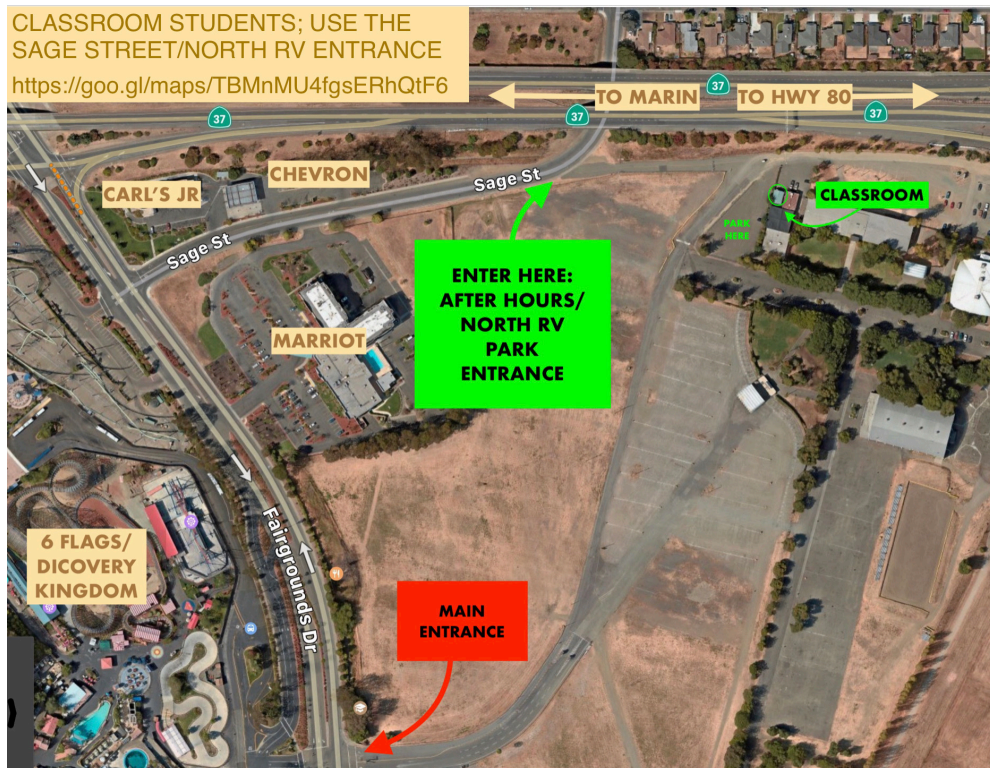 CLASSROOM STUDENTS; USE THE
SAGE STREET/NORTH RV ENTRANCE
https://goo.gl/maps/TBMnMU4fgsERhQtF6
37
TO MARIN
TO HWY 80
37
37
37
CARL'S JR
CHEVRON
Sage St
Sage St
CLASSROOM
PARK
HERE
ENTER HERE:
AFTER HOURS/
NORTH RV
PARK
ENTRANCE
MARRIOT
Fairgrounds Dr
6 FLAGS/
DICOVERY
KINGDOM
MAIN
ENTRANCE